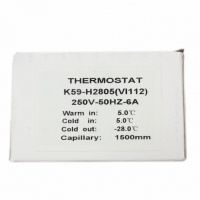 THERMOSTAT
K59-H2805(VI112)
250V-50HZ-6A
Warm in: 5.0°C
Cold in: 5.0°C
Cold out: -28.0°C
Capillary: 1500mm